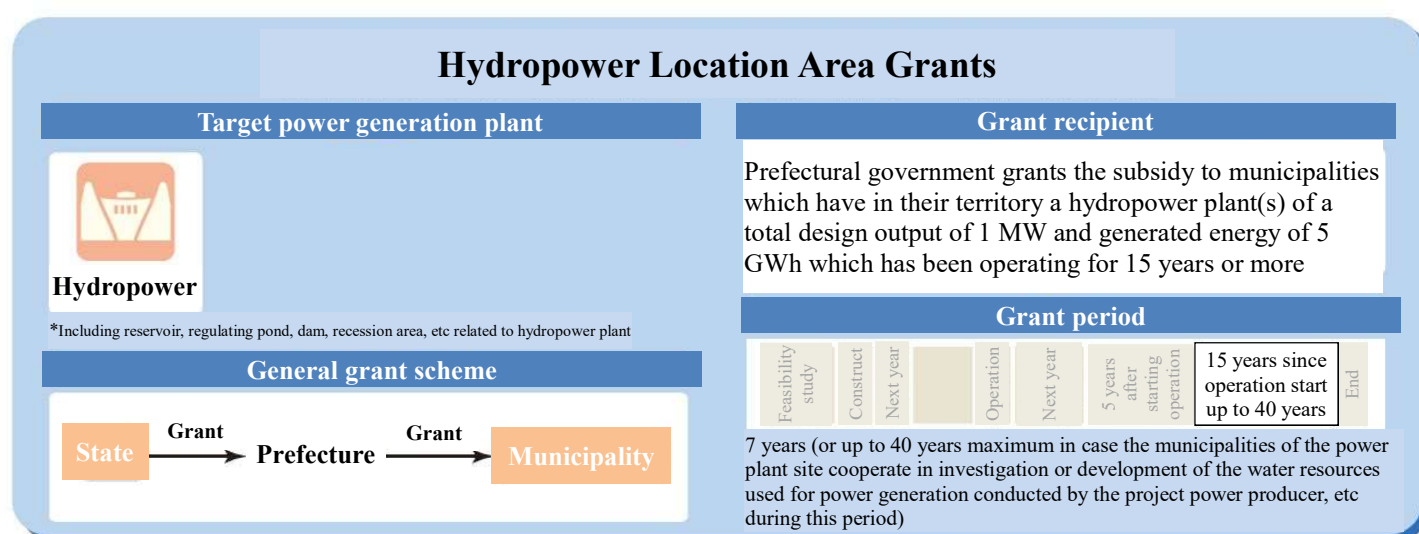 Hydropower Location Area Grants
Target power generation plant
Hydropower
*Including reservoir, regulating pond, dam, recession area, etc related to hydropower plant
General grant scheme
State
Grant
Prefecture
Grant
Municipality
Grant recipient
Prefectural government grants the subsidy to municipalities
which have in their territory a hydropower plant(s) of a
total design output of 1 MW and generated energy of 5
GWh which has been operating for 15 years or more
Grant period
Feasibility
study
Construct
Next year
Operation
Next year
5 years
after
starting
operation
15 years since
operation start
up to 40 years
End
7 years (or up to 40 years maximum in case the municipalities of the power
plant site cooperate in investigation or development of the water resources
used for power generation conducted by the project power producer, etc
during this period)